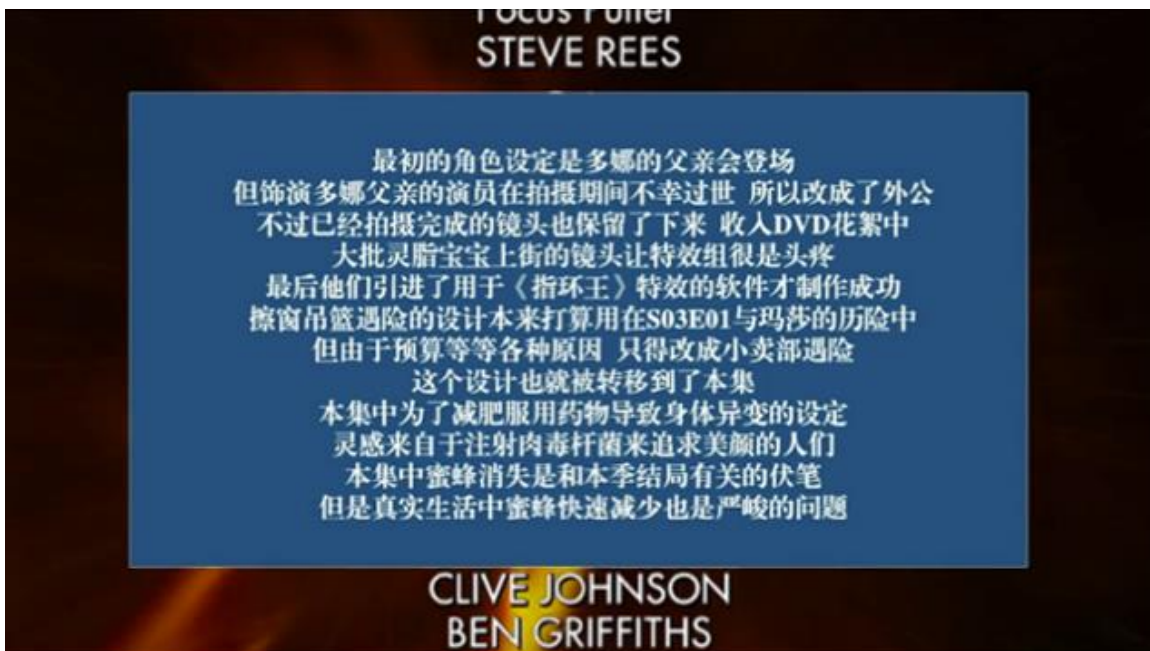 Focus Puller
STEVE REES
最初的角色设定是多娜的父亲会登场
但饰演多娜父亲的演员在拍摄期间不幸过世 所以改成了外公
不过已经拍摄完成的镜头也保留了下来 收入DVD花絮中
大批灵脂宝宝上街的镜头让特效组很是头疼
最后他们引进了用于《指环王》特效的软件才制作成功
擦窗吊篮遇险的设计本来打算用在S03E01与玛莎的历险中
但由于预算等等各种原因 只得改成小卖部遇险
这个设计也就被转移到了本集
本集中为了减肥服用药物导致身体异变的设定
灵感来自于注射肉毒杆菌来追求美颜的人们
本集中蜜蜂消失是和本季结局有关的伏笔
但是真实生活中蜜蜂快速减少也是严峻的问题
CLIVE JOHNSON
BEN GRIFFITHS